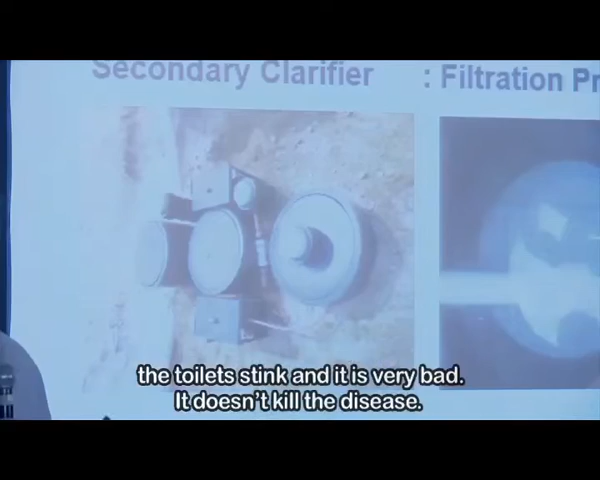 Secondary Clarifier
: Filtration Pr
the toilets stink and it is very bad.
It doesn't kill the disease.